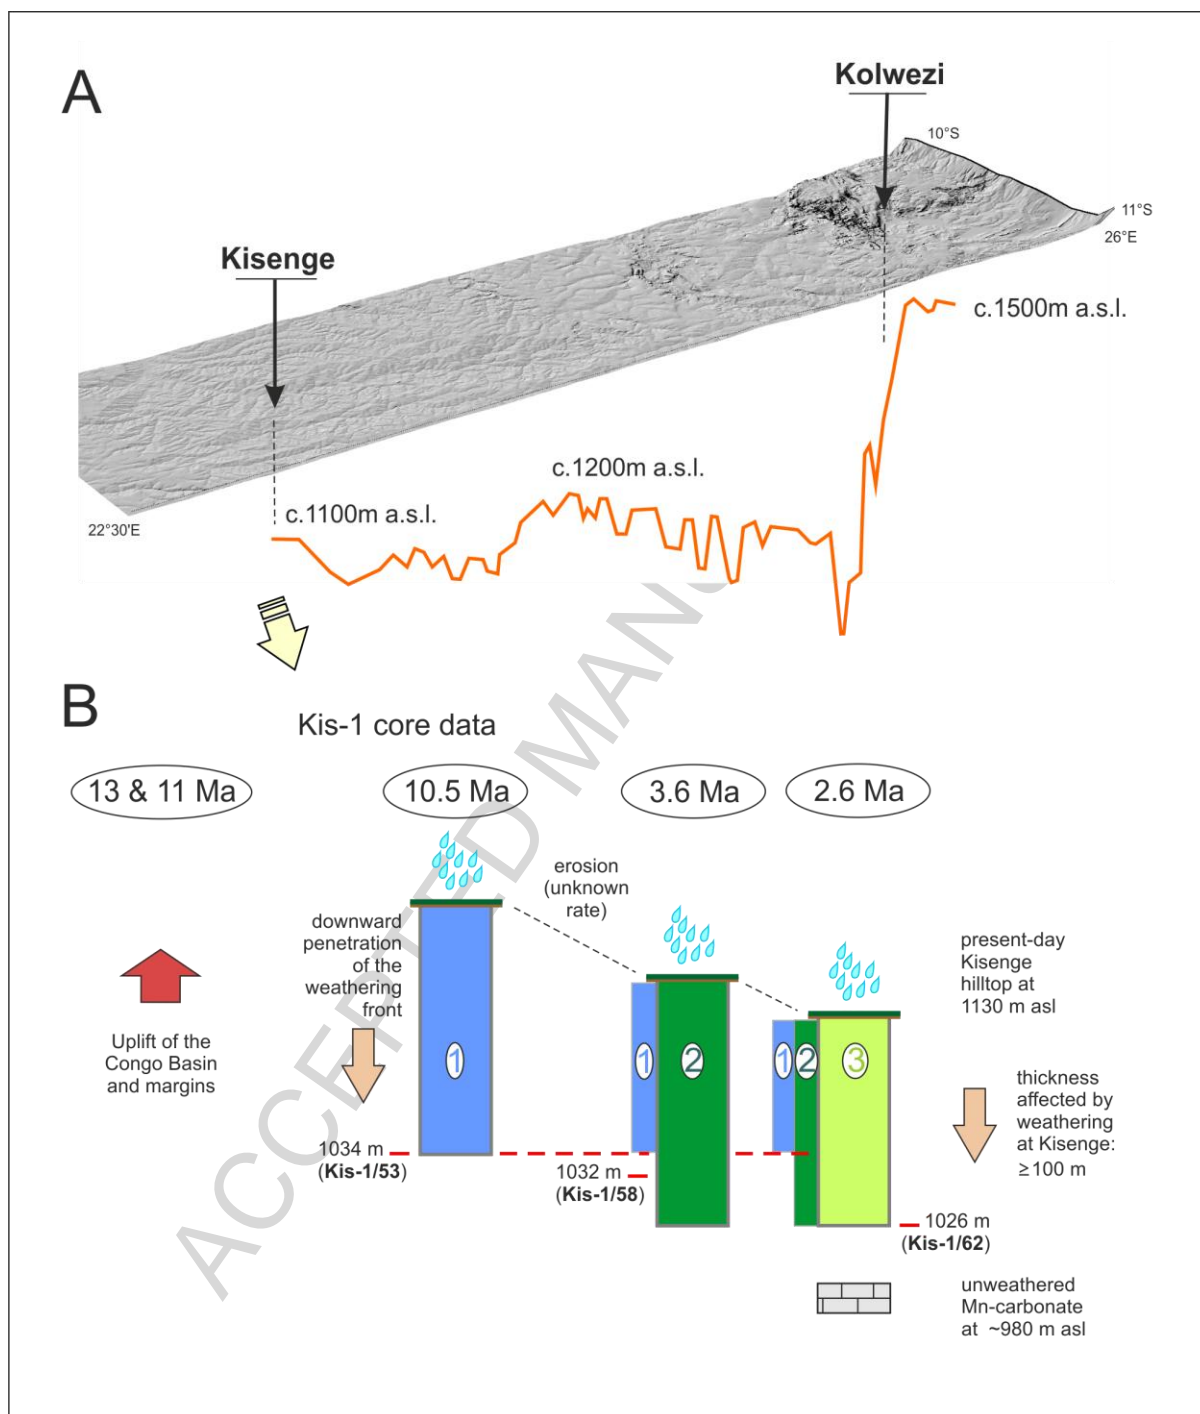 A
Kolwezi
10°S
11°S
26°E
Kisenge
c.1500m a.s.l.
c.1200m a.s.l.
c.1100m a.s.l.
22°30'E
ACCEPTED MANU
B
Kis-1 core data
13 & 11 Ma
10.5 Ma
3.6 Ma
2.6 Ma
erosion
(unknown
rate)
downward
penetration
of the
weathering
front
present-day
Kisenge
hilltop at
1130 m asl
Uplift of the
Congo Basin
and margins
1
1
2
1
2
3
thickness
affected by
weathering
at Kisenge:
≥100 m
1034 m
(Kis-1/53)
1032 m
(Kis-1/58)
1026 m
(Kis-1/62)
unweathered
Mn-carbonate
at ~980 m asl